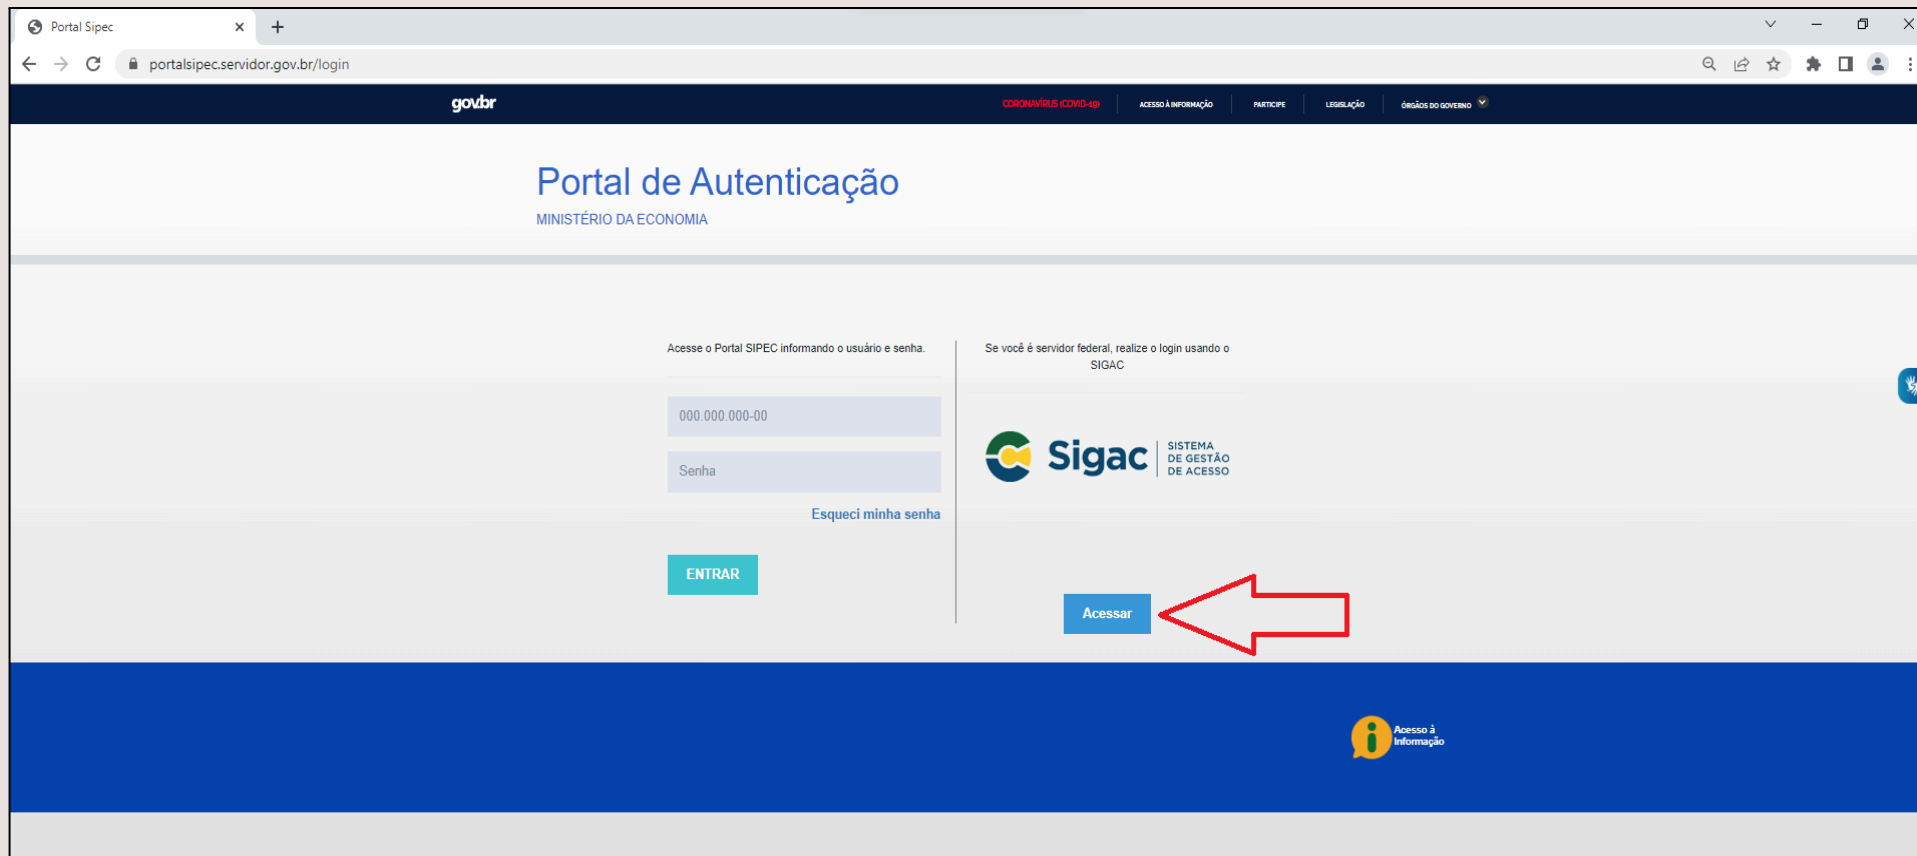 Portal Sipec
portalsipec.servidor.gov.br/login
gov.br
CORONAVÍRUS (COVID-19)
ACESSO À INFORMAÇÃO
PARTICIPE
LEGISLAÇÃO
ÓRGÃOS DO GOVERNO
Portal de Autenticação
MINISTÉRIO DA ECONOMIA
Acesse o Portal SIPEC informando o usuário e senha.
000.000.000-00
Senha
Esqueci minha senha
ENTRAR
Se você é servidor federal, realize o login usando o
SIGAC
Sigac
SISTEMA
DE GESTÃO
DE ACESSO
Acessar
Acesso à
Informação